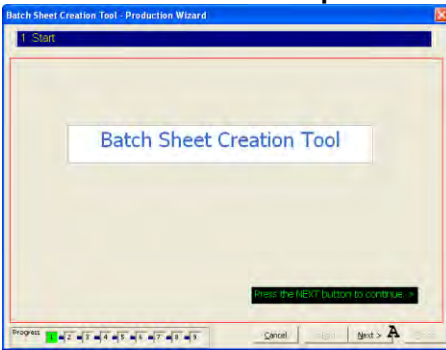 Batch Sheet Creation Tool - Production Wizard
1 Start
Batch Sheet Creation Tool
Press the NEXT button to continue >
Progress 1 2 3 4 5 6 7 8 9 Cancel Next > A